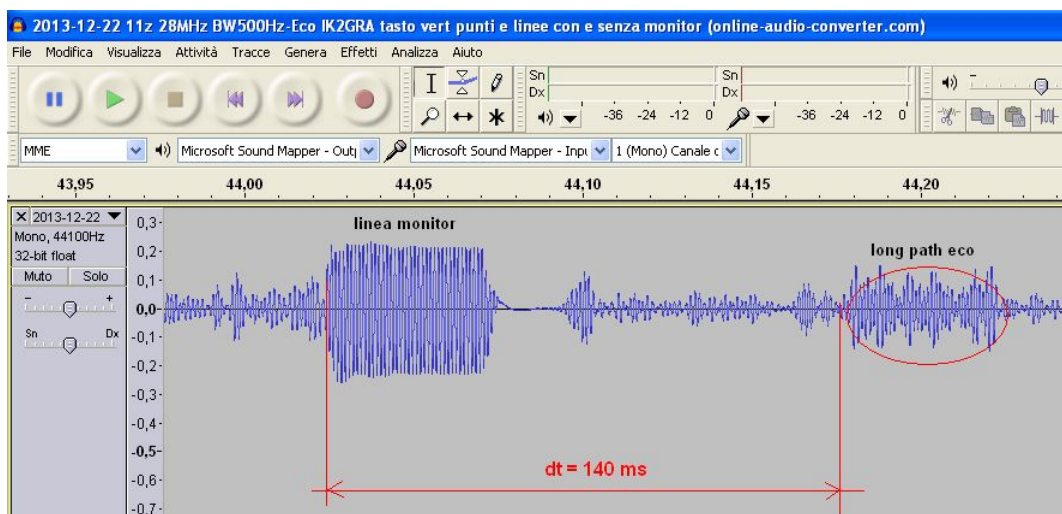 2013-12-22 11z 28MHz BW500Hz-Eco IK2GRA tasto vert punti e linee con e senza monitor (online-audio-converter.com)
File Modifica Visualizza Attività Tracce Genera Effetti Analizza Aiuto
Sn
Dx
-36 -24 -12 0
Sn
Dx
-36 -24 -12 0
MME
Microsoft Sound Mapper - Outp
Microsoft Sound Mapper - Inpu
1 (Mono) Canale c
43,95 44,00 44,05 44,10 44,15 44,20
2013-12-22
Mono, 44100Hz
32-bit float
Muto Solo
- +
Sn Dx
0,3
0,2
0,1
0,0
-0,1
-0,2
-0,3
-0,4
-0,5
-0,6
-0,7
linea monitor
long path eco
dt = 140 ms